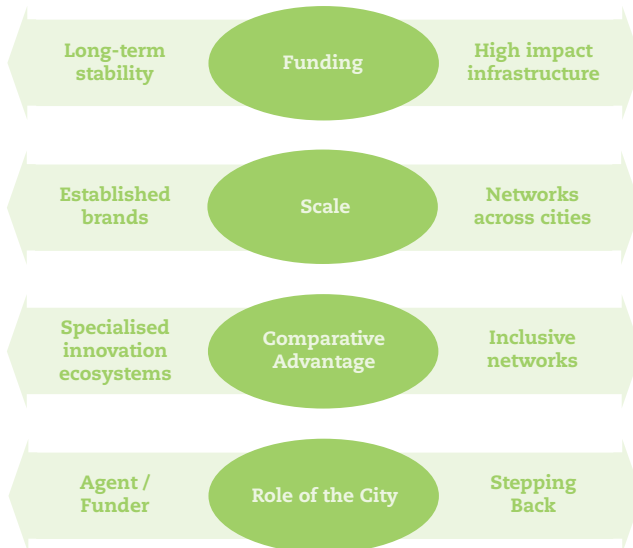 Long-term
stability
Funding
High impact
infrastructure
Established
brands
Scale
Networks
across cities
Specialised
innovation
ecosystems
Comparative
Advantage
Inclusive
networks
Agent /
Funder
Role of the City
Stepping
Back